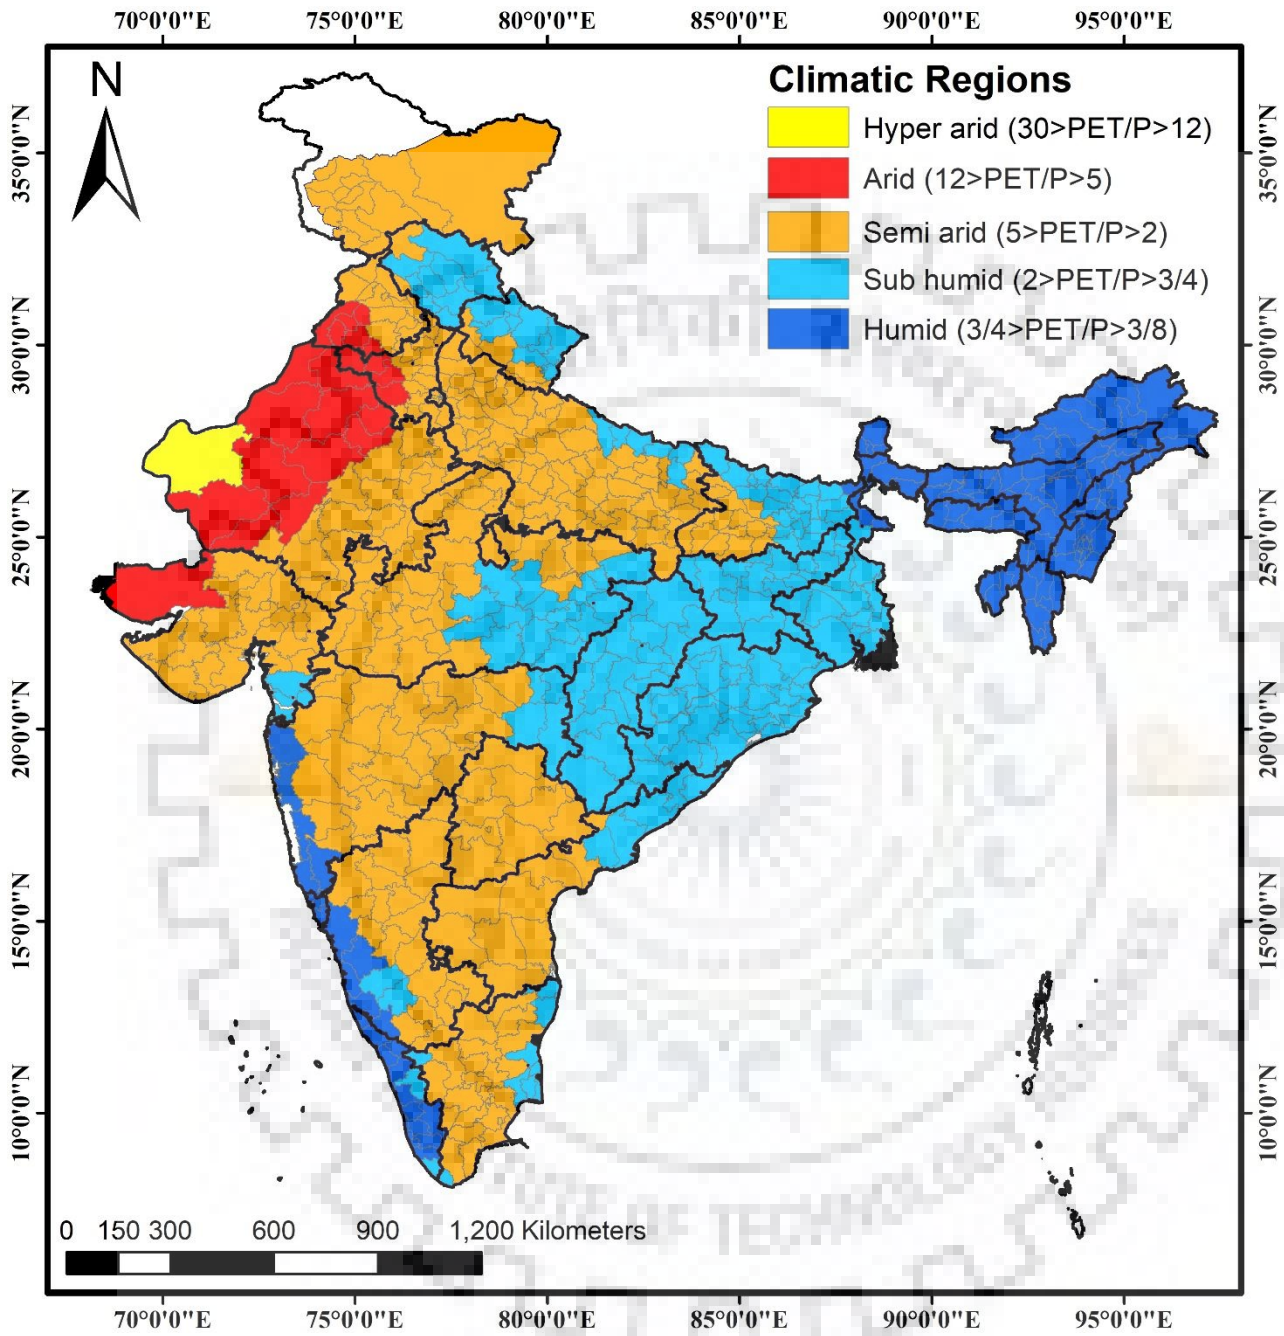 70°0'0"E 75°0'0"E 80°0'0"E 85°0'0"E 90°0'0"E 95°0'0"E
N
Climatic Regions
Hyper arid (30>PET/P>12)
Arid (12>PET/P>5)
Semi arid (5>PET/P>2)
Sub humid (2>PET/P>3/4)
Humid (3/4>PET/P>3/8)
35°0'0"N 35°0'0"N
30°0'0"N 30°0'0"N
25°0'0"N 25°0'0"N
20°0'0"N 20°0'0"N
15°0'0"N 15°0'0"N
10°0'0"N 10°0'0"N
0 150 300 600 900 1,200 Kilometers
70°0'0"E 75°0'0"E 80°0'0"E 85°0'0"E 90°0'0"E 95°0'0"E